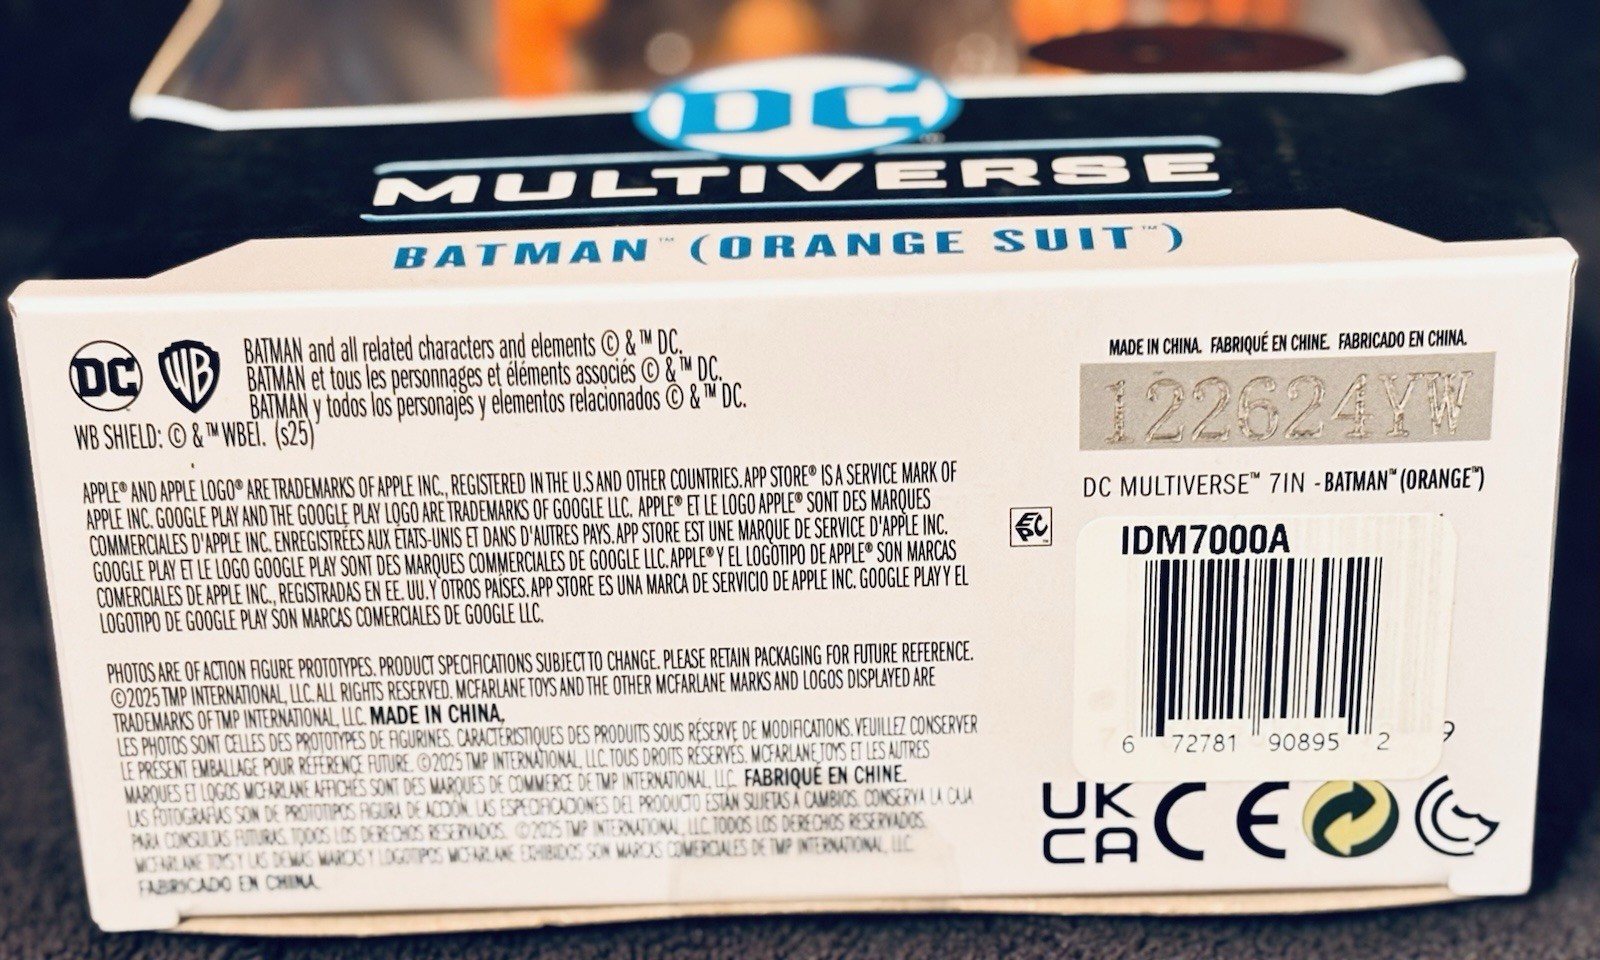 DC
MULTIVERSE
BATMAN™ (ORANGE SUIT™)
DC WB
BATMAN and all related characters and elements © & ™ DC.
BATMAN et tous les personnages et éléments associés © & ™ DC.
BATMAN y todos los personajes y elementos relacionados © & ™ DC.
WB SHIELD: © & ™ WBEI. (s25)
APPLE® AND APPLE LOGO® ARE TRADEMARKS OF APPLE INC., REGISTERED IN THE U.S AND OTHER COUNTRIES. APP STORE® IS A SERVICE MARK OF
APPLE INC. GOOGLE PLAY AND THE GOOGLE PLAY LOGO ARE TRADEMARKS OF GOOGLE LLC. APPLE® ET LE LOGO APPLE® SONT DES MARQUES
COMMERCIALES D'APPLE INC. ENREGISTRÉES AUX ÉTATS-UNIS ET DANS D'AUTRES PAYS. APP STORE EST UNE MARQUE DE SERVICE D'APPLE INC.
GOOGLE PLAY ET LE LOGO GOOGLE PLAY SONT DES MARQUES COMMERCIALES DE GOOGLE LLC. APPLE® Y EL LOGOTIPO DE APPLE® SON MARCAS
COMERCIALES DE APPLE INC., REGISTRADAS EN EE. UU. Y OTROS PAÍSES. APP STORE ES UNA MARCA DE SERVICIO DE APPLE INC. GOOGLE PLAY Y EL
LOGOTIPO DE GOOGLE PLAY SON MARCAS COMERCIALES DE GOOGLE LLC.
PHOTOS ARE OF ACTION FIGURE PROTOTYPES. PRODUCT SPECIFICATIONS SUBJECT TO CHANGE. PLEASE RETAIN PACKAGING FOR FUTURE REFERENCE.
©2025 TMP INTERNATIONAL, LLC. ALL RIGHTS RESERVED. MCFARLANE TOYS AND THE OTHER MCFARLANE MARKS AND LOGOS DISPLAYED ARE
TRADEMARKS OF TMP INTERNATIONAL, LLC. MADE IN CHINA.
LES PHOTOS SONT CELLES DES PROTOTYPES DE FIGURINES. CARACTÉRISTIQUES DES PRODUITS SOUS RÉSERVE DE MODIFICATIONS. VEUILLEZ CONSERVER
LE PRÉSENT EMBALLAGE POUR RÉFÉRENCE FUTURE. ©2025 TMP INTERNATIONAL, LLC. TOUS DROITS RÉSERVÉS. MCFARLANE TOYS ET LES AUTRES
MARQUES ET LOGOS MCFARLANE AFFICHÉS SONT DES MARQUES DE COMMERCE DE TMP INTERNATIONAL, LLC. FABRIQUÉ EN CHINE.
LAS FOTOGRAFÍAS SON DE PROTOTIPOS FIGURA DE ACCIÓN. LAS ESPECIFICACIONES DEL PRODUCTO ESTÁN SUJETAS A CAMBIOS. CONSERVA LA CAJA
PARA CONSULTAS FUTURAS. TODOS LOS DERECHOS RESERVADOS. ©2025 TMP INTERNATIONAL, LLC. TODOS LOS DERECHOS RESERVADOS.
MCFARLANE TOYS Y LAS DEMÁS MARCAS Y LOGOTIPOS MCFARLANE EXHIBIDOS SON MARCAS COMERCIALES DE TMP INTERNATIONAL, LLC.
FABRICADO EN CHINA.
MADE IN CHINA. FABRIQUÉ EN CHINE. FABRICADO EN CHINA.
122624YW
DC MULTIVERSE™ 7IN - BATMAN™ (ORANGE™)
IDM7000A
6 72781 90895 2
9
UK
CA CE